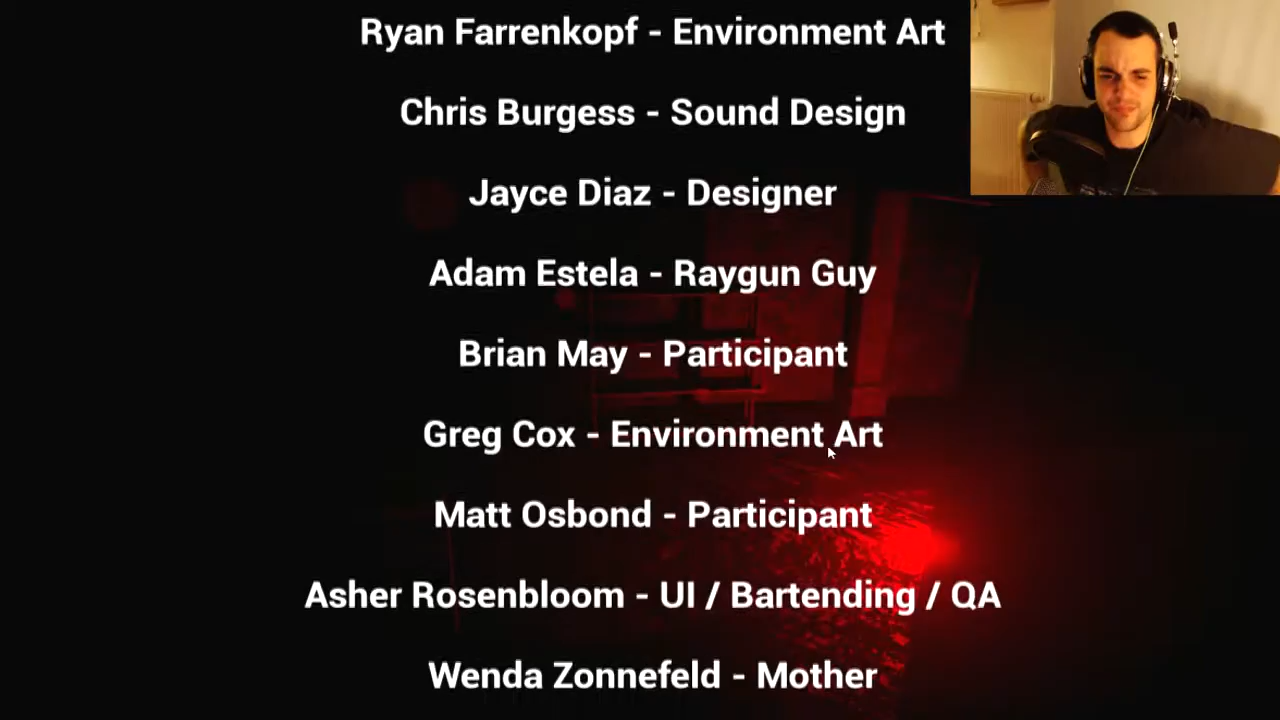 Ryan Farrenkopf - Environment Art
Chris Burgess - Sound Design
Jayce Diaz - Designer
Adam Estela - Raygun Guy
Brian May - Participant
Greg Cox - Environment Art
Matt Osbond - Participant
Asher Rosenbloom - UI / Bartending / QA
Wenda Zonnefeld - Mother